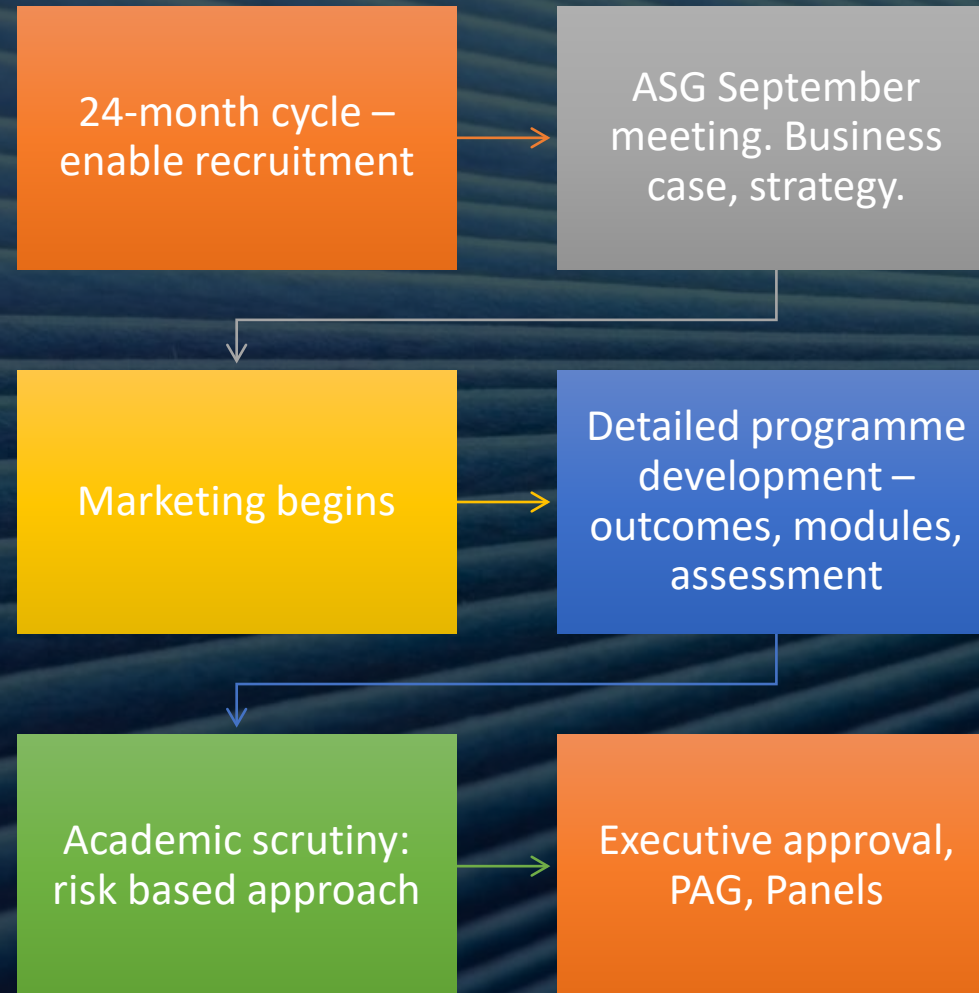 24-month cycle –
enable recruitment
ASG September
meeting. Business
case, strategy.
Marketing begins
Detailed programme
development –
outcomes, modules,
assessment
Academic scrutiny:
risk based approach
Executive approval,
PAG, Panels